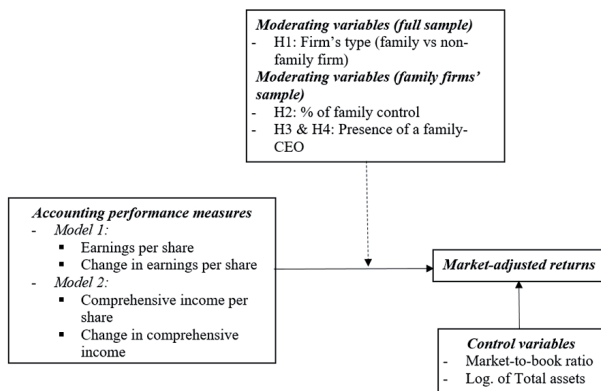 Moderating variables (full sample)
- H1: Firm's type (family vs non-
family firm)
Moderating variables (family firms'
sample)
- H2: % of family control
- H3 & H4: Presence of a family-
CEO
Accounting performance measures
- Model 1:
▪ Earnings per share
▪ Change in earnings per share
- Model 2:
▪ Comprehensive income per
share
▪ Change in comprehensive
income
Market-adjusted returns
Control variables
- Market-to-book ratio
- Log. of Total assets